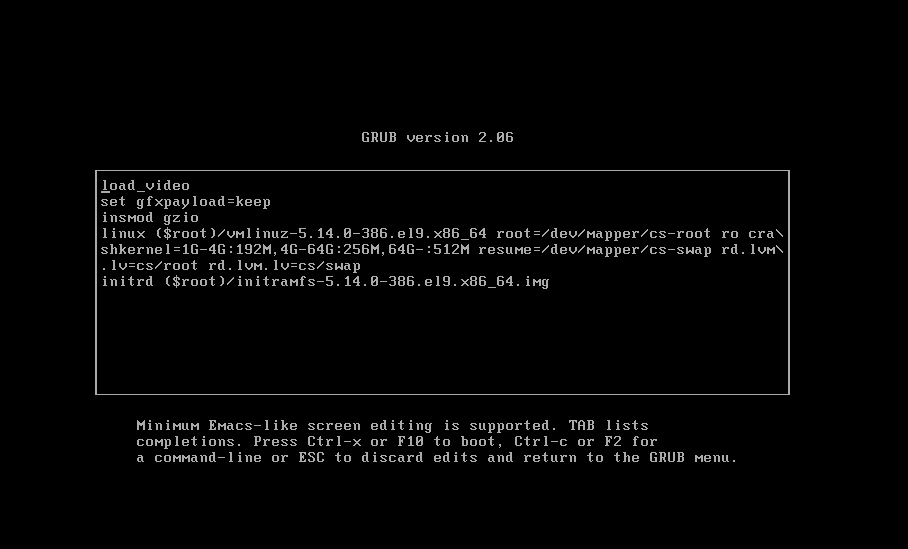 GRUB version 2.06
load_video
set gfxpayload=keep
insmod gzio
linux ($root)/vmlinuz-5.14.0-386.el9.x86_64 root=/dev/mapper/cs-root ro cra\
shkernel=1G-4G:192M,4G-64G:256M,64G-:512M resume=/dev/mapper/cs-swap rd.lvm\
.lv=cs/root rd.lvm.lv=cs/swap
initrd ($root)/initramfs-5.14.0-386.el9.x86_64.img
Minimum Emacs-like screen editing is supported. TAB lists
completions. Press Ctrl-x or F10 to boot, Ctrl-c or F2 for
a command-line or ESC to discard edits and return to the GRUB menu.